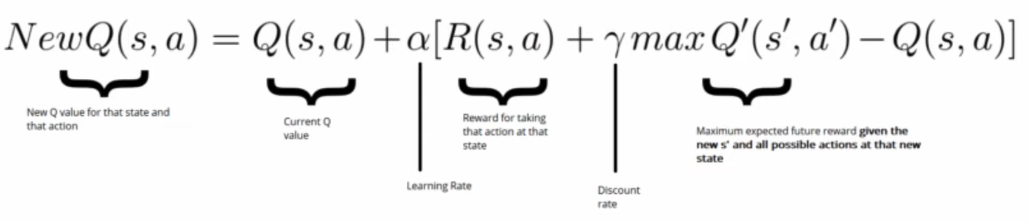 NewQ(s, a) = Q(s, a) + α[R(s, a) + γmaxQ′(s′, a′) − Q(s, a)]
New Q value for that state and
that action
Current Q
value
Reward for taking
that action at that
state
Maximum expected future reward given the
new s' and all possible actions at that new
state
Learning Rate
Discount
rate